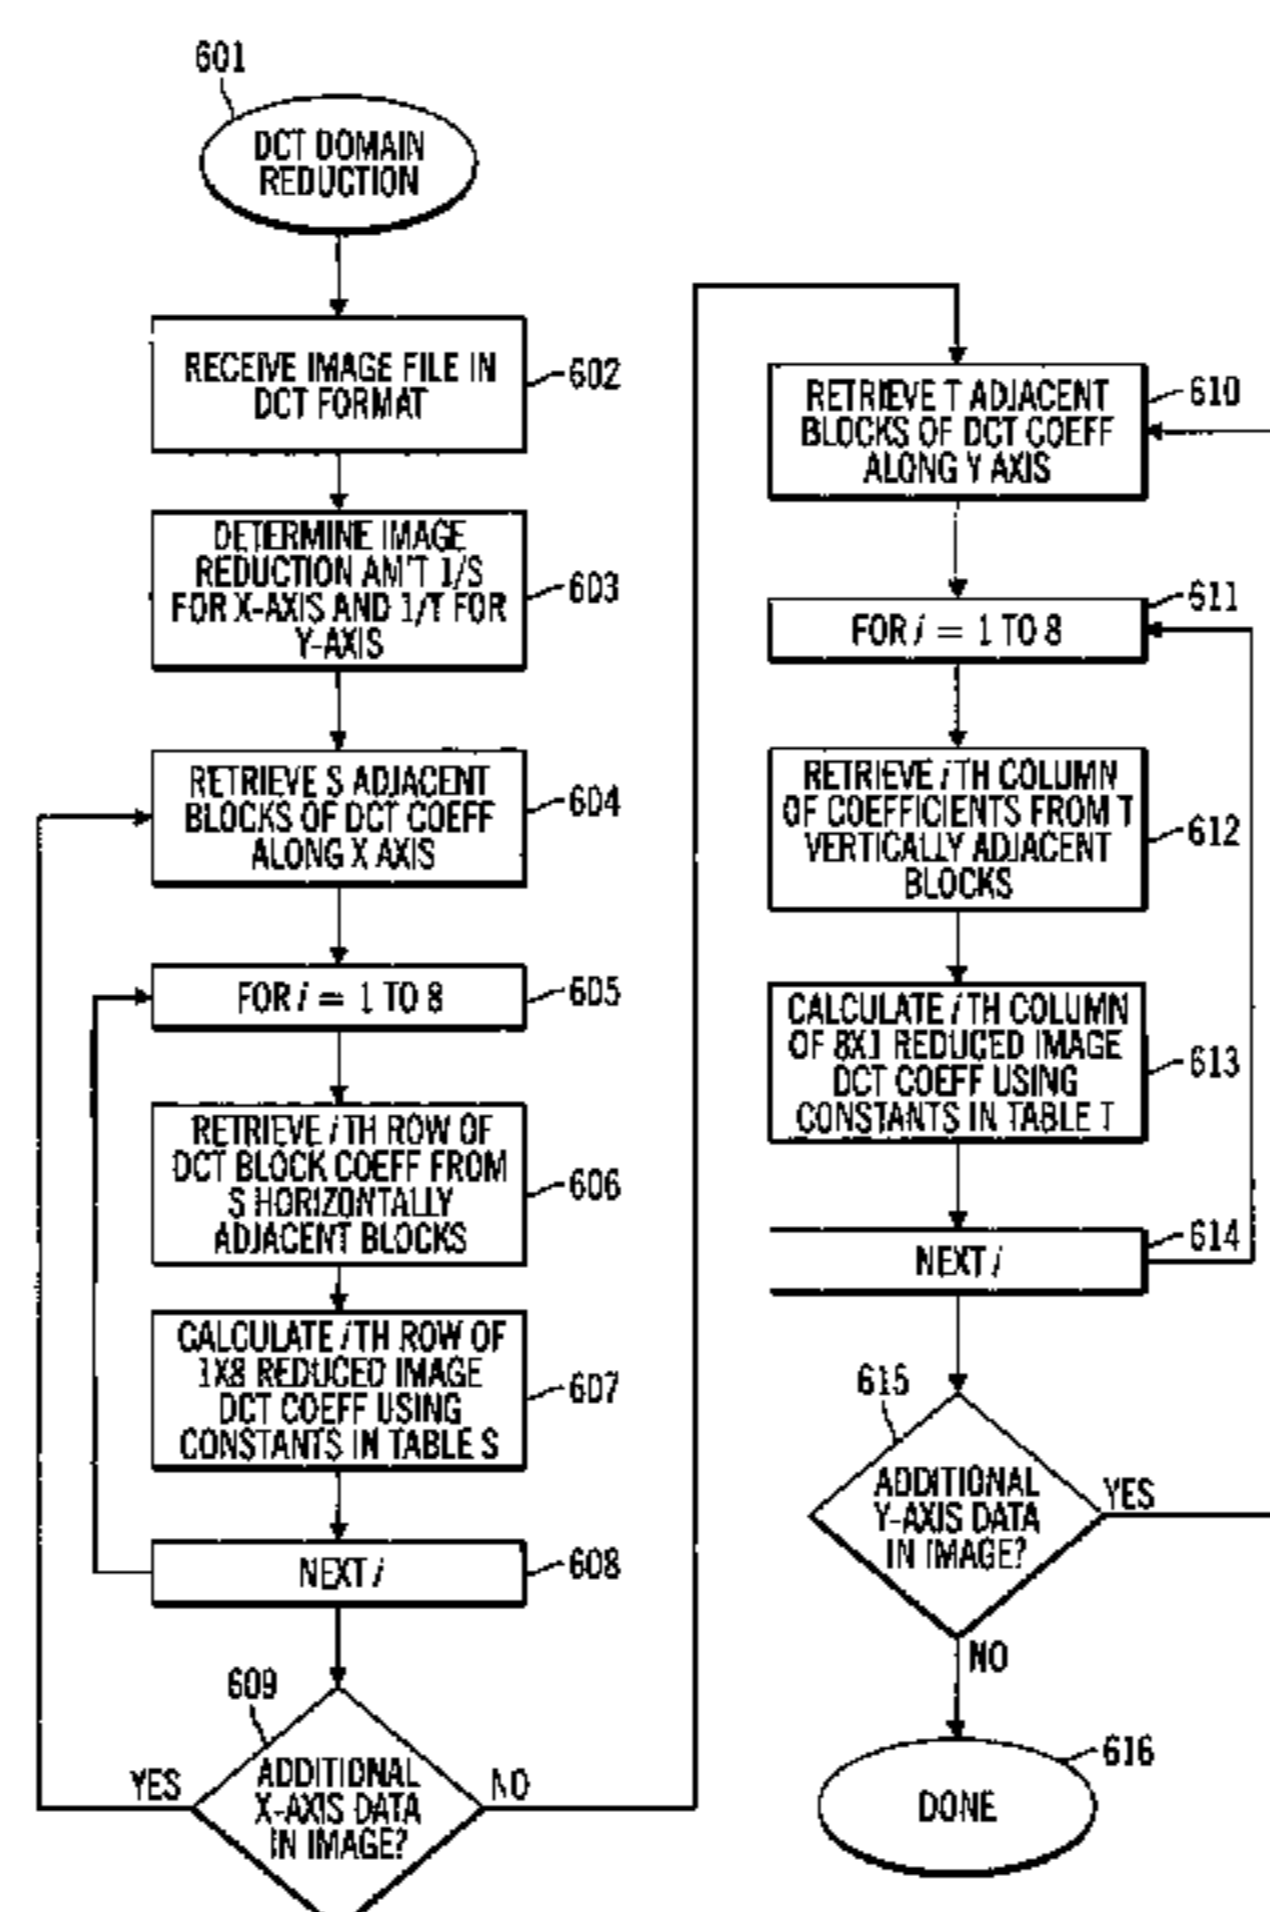 601
DCT DOMAIN
REDUCTION
RECEIVE IMAGE FILE IN
DCT FORMAT
602
DETERMINE IMAGE
REDUCTION AM'T 1/S
FOR X-AXIS AND 1/T FOR
Y-AXIS
603
RETRIEVE S ADJACENT
BLOCKS OF DCT COEFF
ALONG X AXIS
604
FOR i = 1 TO 8
605
RETRIEVE i TH ROW OF
DCT BLOCK COEFF FROM
S HORIZONTALLY
ADJACENT BLOCKS
606
CALCULATE i TH ROW OF
1X8 REDUCED IMAGE
DCT COEFF USING
CONSTANTS IN TABLE S
607
NEXT i
608
609
ADDITIONAL
X-AXIS DATA
IN IMAGE?
YES
NO
RETRIEVE T ADJACENT
BLOCKS OF DCT COEFF
ALONG Y AXIS
610
FOR i = 1 TO 8
611
RETRIEVE i TH COLUMN
OF COEFFICIENTS FROM T
VERTICALLY ADJACENT
BLOCKS
612
CALCULATE i TH COLUMN
OF 8X1 REDUCED IMAGE
DCT COEFF USING
CONSTANTS IN TABLE T
613
NEXT i
614
615
ADDITIONAL
Y-AXIS DATA
IN IMAGE?
YES
NO
DONE
616